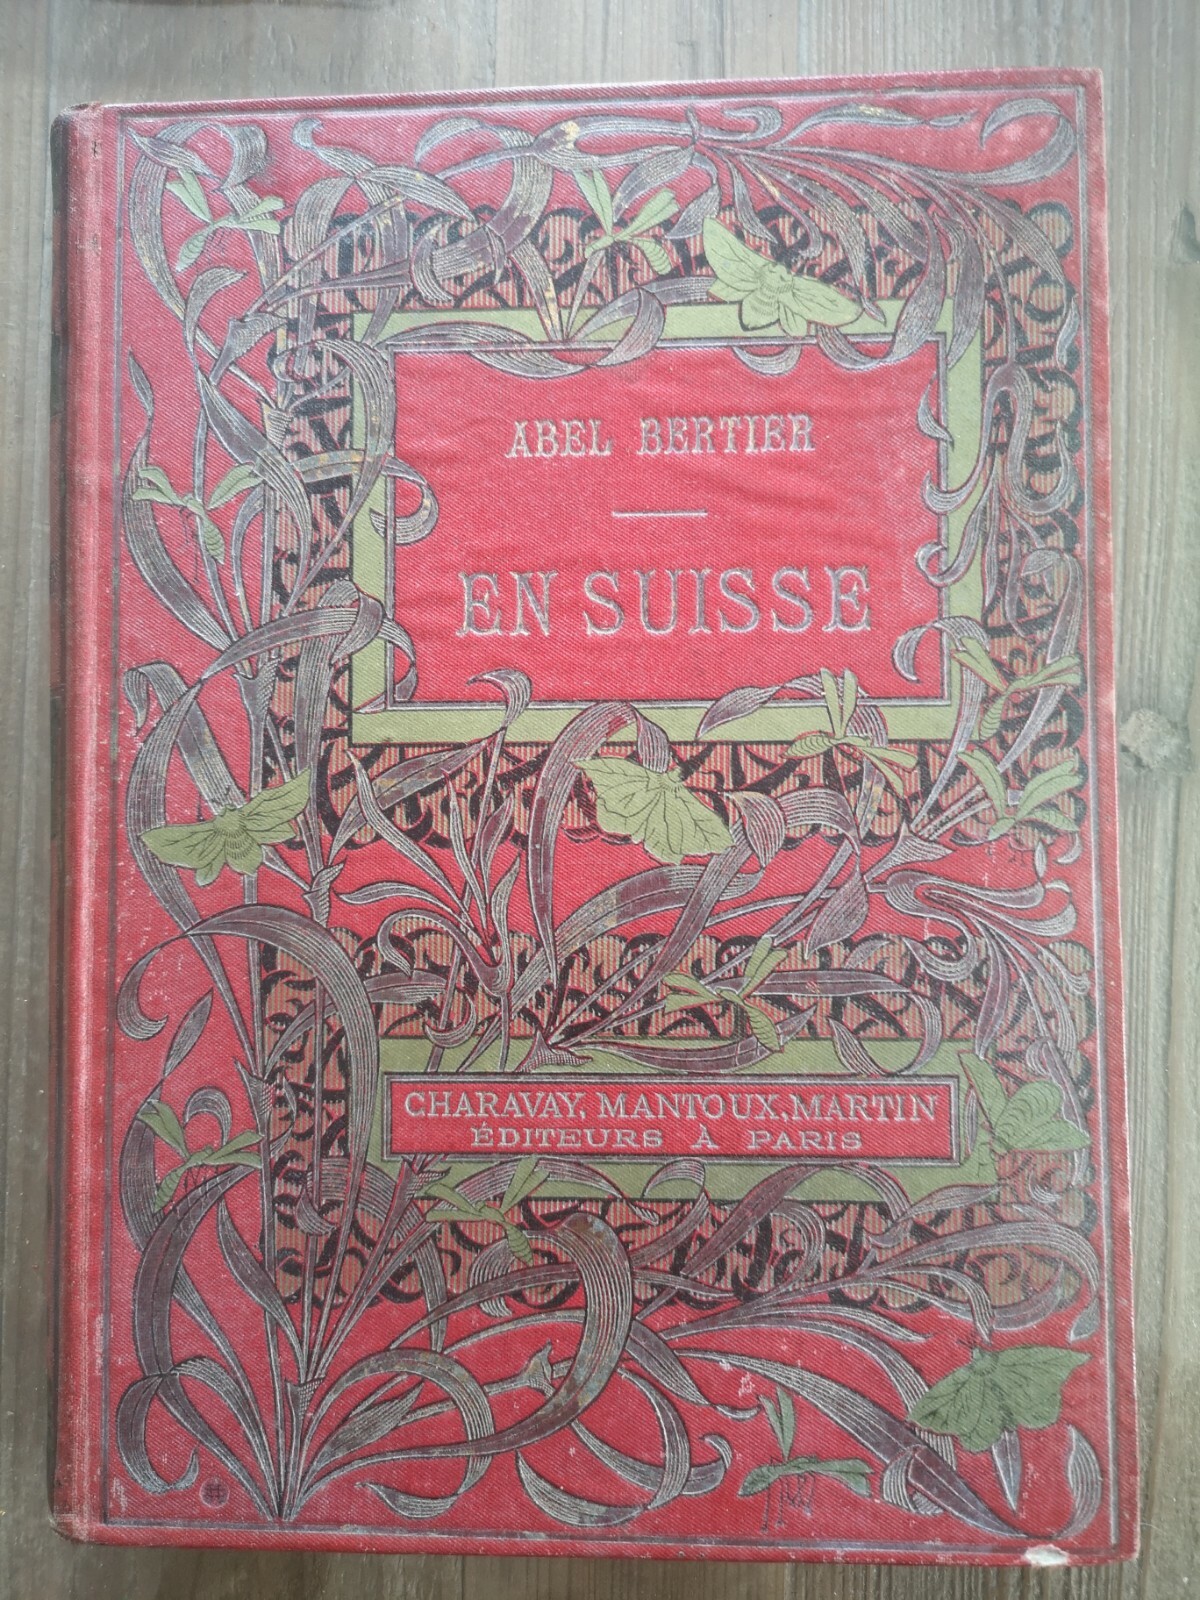 ABEL BERTIER
EN SUISSE
CHARAVAY, MANTOUX, MARTIN
ÉDITEURS À PARIS